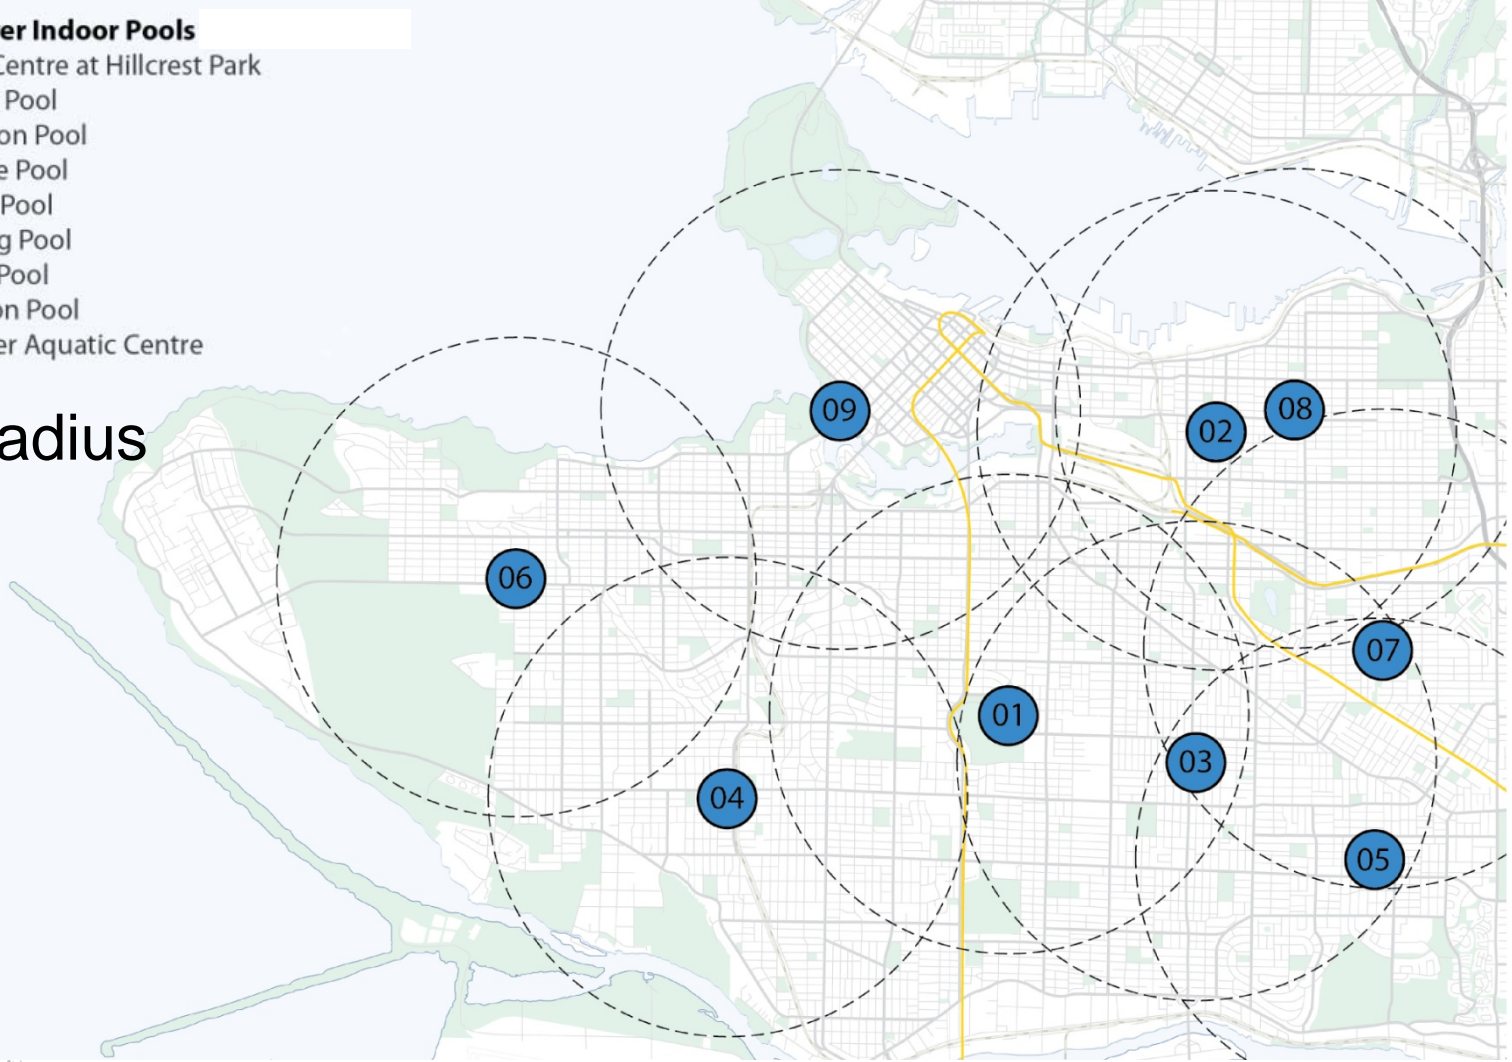 er Indoor Pools
Centre at Hillcrest Park
Pool
on Pool
e Pool
Pool
g Pool
Pool
on Pool
er Aquatic Centre
adius
09
08
02
06
07
01
03
04
05